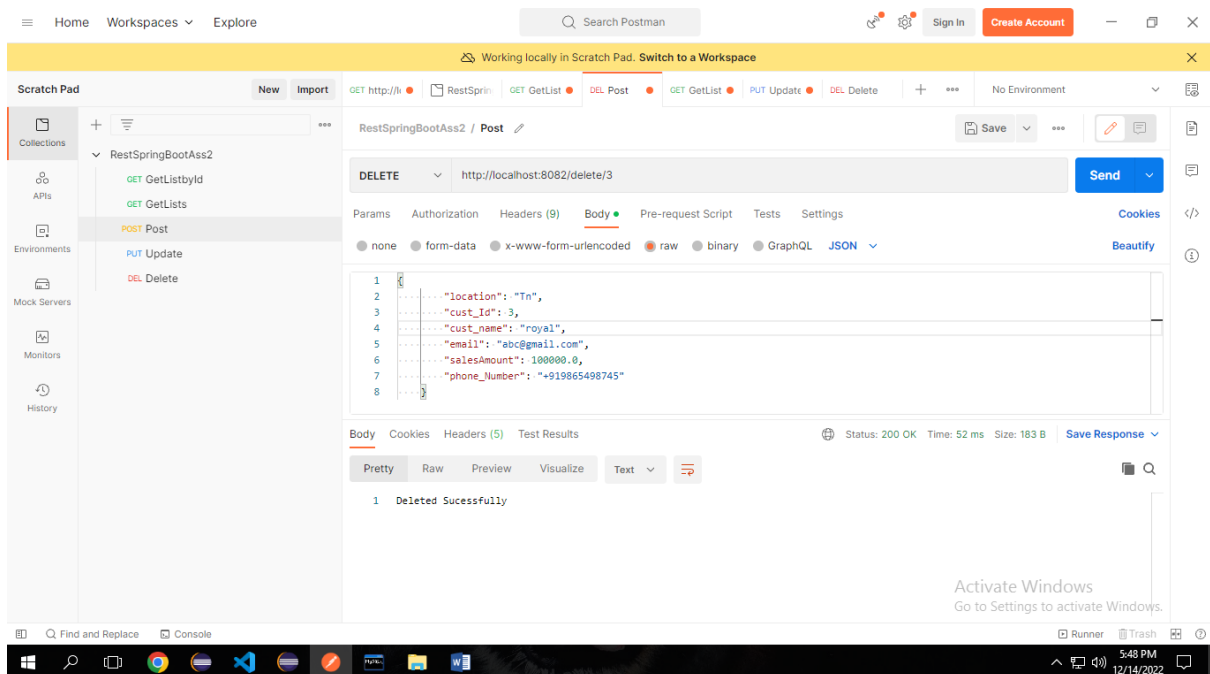 Home Workspaces Explore Search Postman Sign In Create Account
Working locally in Scratch Pad. Switch to a Workspace
Scratch Pad New Import GET http://l RestSprin GET GetList DEL Post GET GetList PUT Update DEL Delete No Environment
Collections
APIs
Environments
Mock Servers
Monitors
History
RestSpringBootAss2
GET GetListbyId
GET GetLists
POST Post
PUT Update
DEL Delete
RestSpringBootAss2 / Post Save
DELETE http://localhost:8082/delete/3 Send
Params Authorization Headers (9) Body Pre-request Script Tests Settings Cookies
none form-data x-www-form-urlencoded raw binary GraphQL JSON Beautify
1 {
2 "location": "Tn",
3 "cust_Id": 3,
4 "cust_name": "royal",
5 "email": "abc@gmail.com",
6 "salesAmount": 100000.0,
7 "phone_Number": "+919865498745"
8 }
Body Cookies Headers (5) Test Results Status: 200 OK Time: 52 ms Size: 183 B Save Response
Pretty Raw Preview Visualize Text
1 Deleted Sucessfully
Activate Windows
Go to Settings to activate Windows.
Find and Replace Console Runner Trash
5:48 PM
12/14/2022